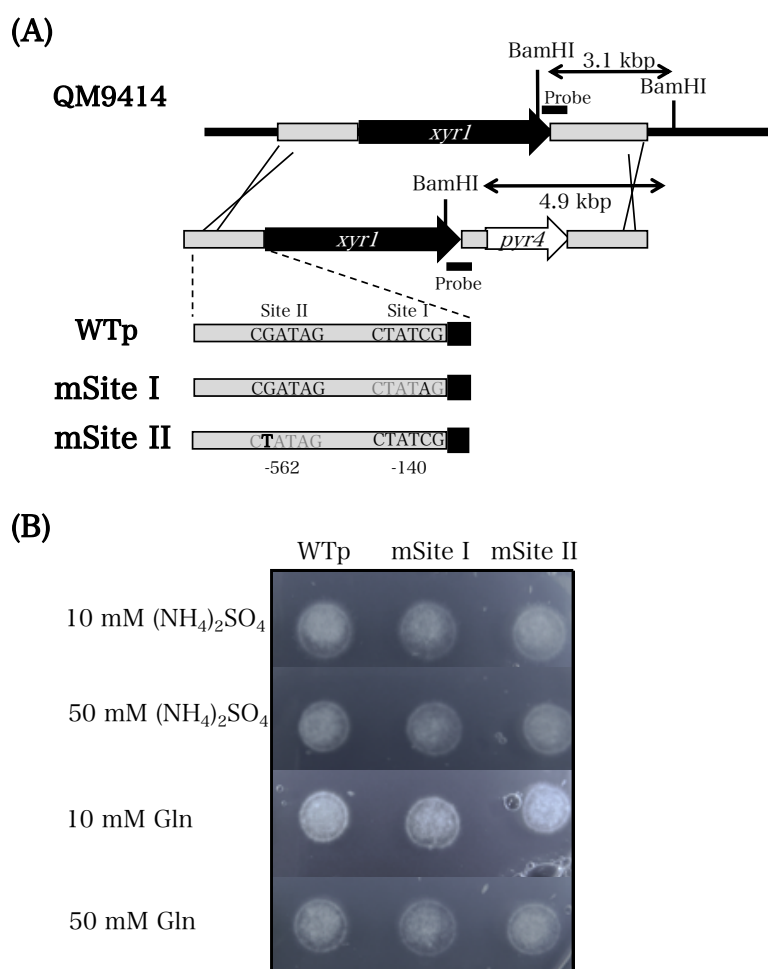 (A)
BamHI
3.1 kbp
QM9414
BamHI
Probe
xyr1
BamHI
4.9 kbp
xyr1
pyr4
Probe
Site II Site I
WTp CGATAG CTATCG
mSite I CGATAG CTATAG
mSite II CTATAG CTATCG
-562 -140
(B)
WTp mSite I mSite II
10 mM (NH4)2SO4
50 mM (NH4)2SO4
10 mM Gln
50 mM Gln